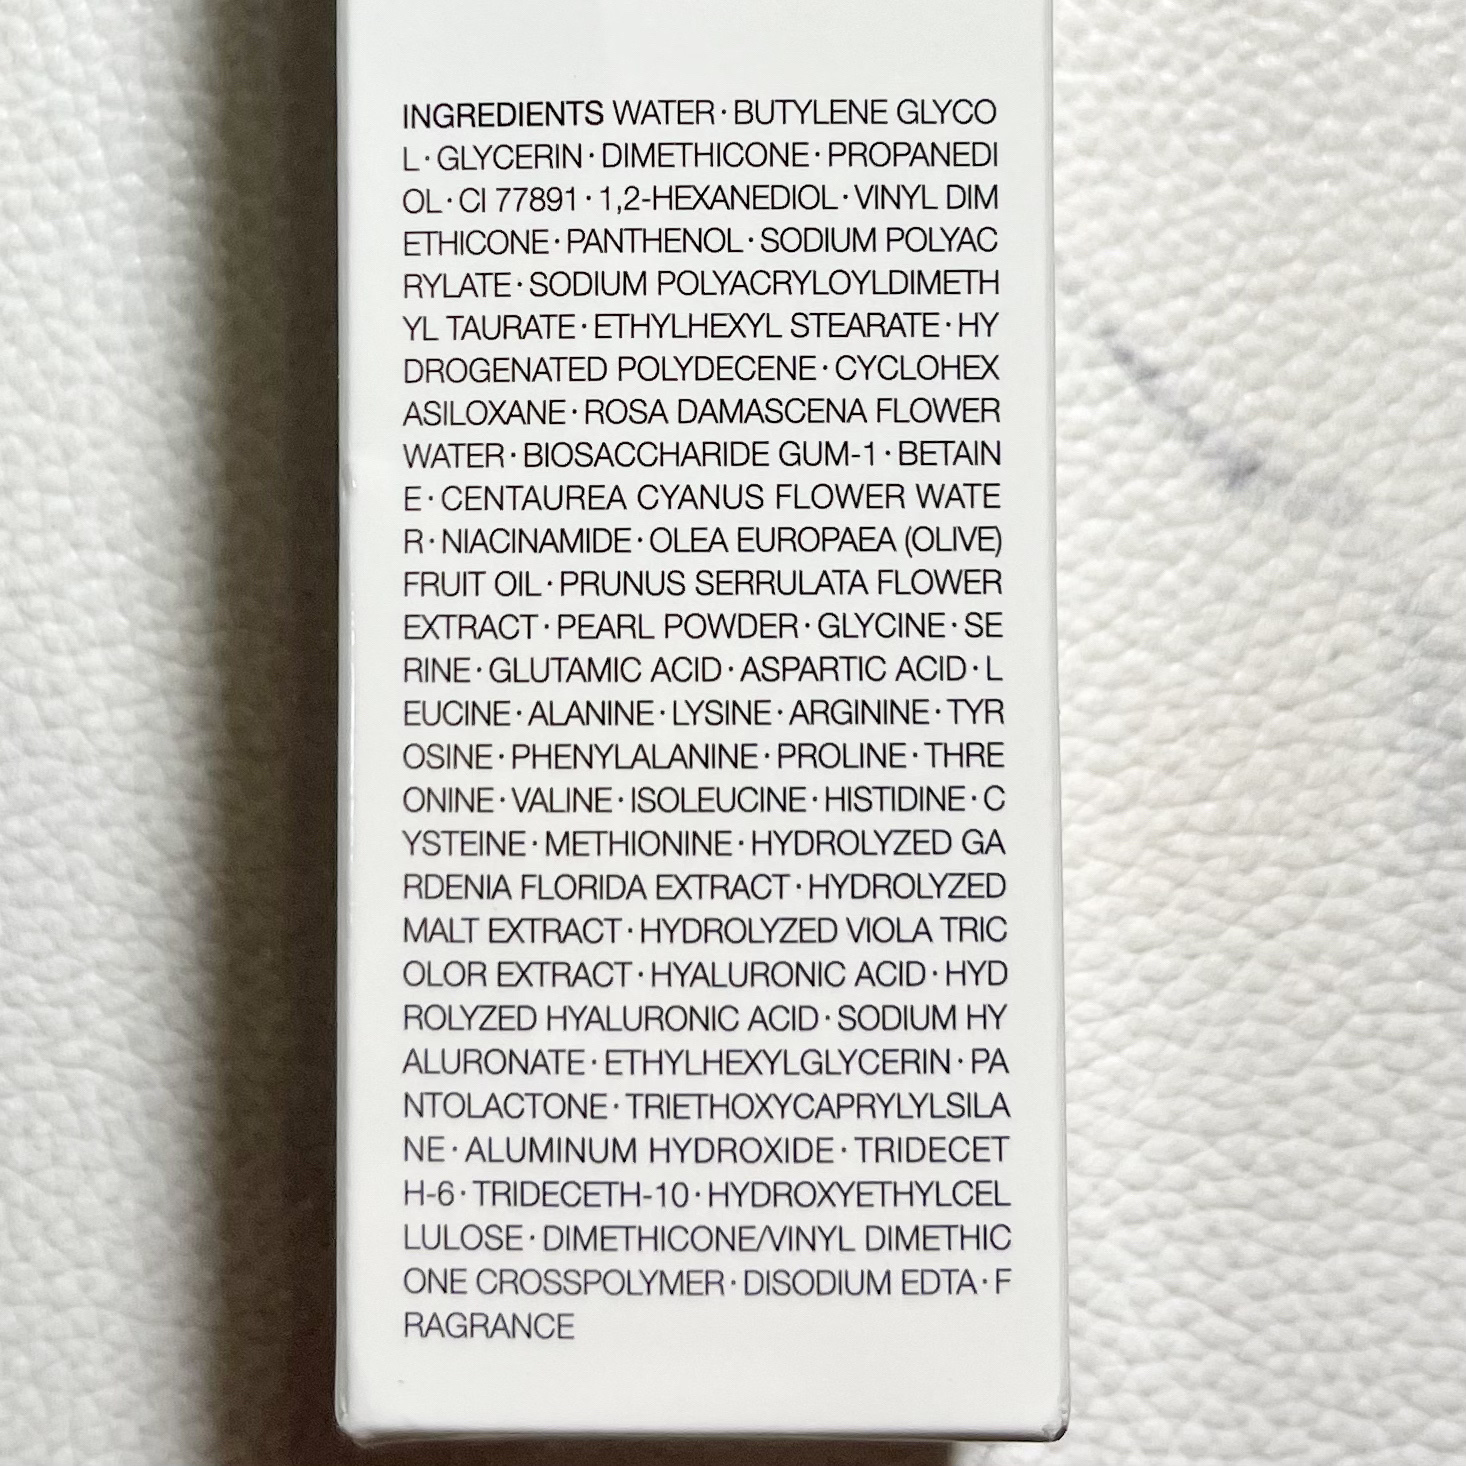 INGREDIENTS WATER · BUTYLENE GLYCO
L · GLYCERIN · DIMETHICONE · PROPANEDI
OL · CI 77891 · 1,2-HEXANEDIOL · VINYL DIM
ETHICONE · PANTHENOL · SODIUM POLYAC
RYLATE · SODIUM POLYACRYLOYLDIMETH
YL TAURATE · ETHYLHEXYL STEARATE · HY
DROGENATED POLYDECENE · CYCLOHEX
ASILOXANE · ROSA DAMASCENA FLOWER
WATER · BIOSACCHARIDE GUM-1 · BETAIN
E · CENTAUREA CYANUS FLOWER WATE
R · NIACINAMIDE · OLEA EUROPAEA (OLIVE)
FRUIT OIL · PRUNUS SERRULATA FLOWER
EXTRACT · PEARL POWDER · GLYCINE · SE
RINE · GLUTAMIC ACID · ASPARTIC ACID · L
EUCINE · ALANINE · LYSINE · ARGININE · TYR
OSINE · PHENYLALANINE · PROLINE · THRE
ONINE · VALINE · ISOLEUCINE · HISTIDINE · C
YSTEINE · METHIONINE · HYDROLYZED GA
RDENIA FLORIDA EXTRACT · HYDROLYZED
MALT EXTRACT · HYDROLYZED VIOLA TRIC
OLOR EXTRACT · HYALURONIC ACID · HYD
ROLYZED HYALURONIC ACID · SODIUM HY
ALURONATE · ETHYLHEXYLGLYCERIN · PA
NTOLACTONE · TRIETHOXYCAPRYLYLSILA
NE · ALUMINUM HYDROXIDE · TRIDECET
H-6 · TRIDECETH-10 · HYDROXYETHYLCEL
LULOSE · DIMETHICONE/VINYL DIMETHIC
ONE CROSSPOLYMER · DISODIUM EDTA · F
RAGRANCE